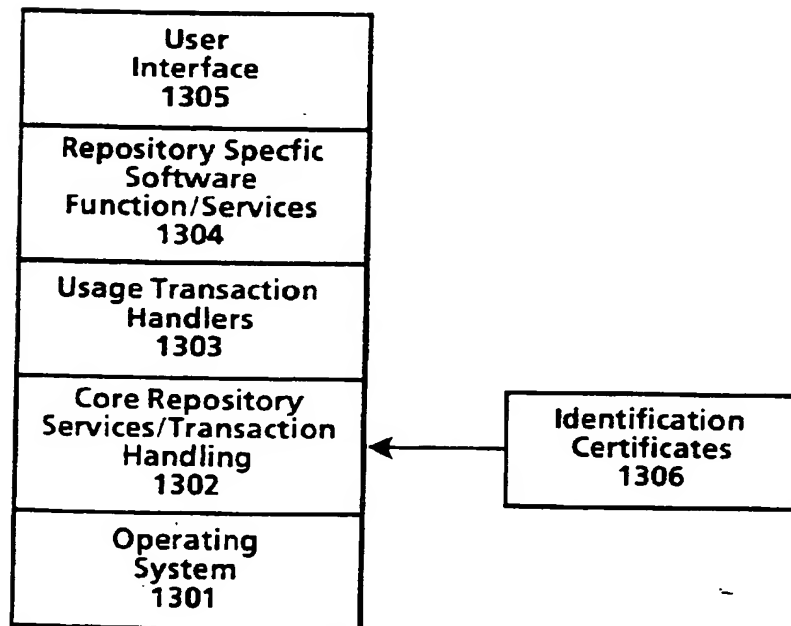 User
Interface
1305
Repository Specfic
Software
Function/Services
1304
Usage Transaction
Handlers
1303
Core Repository
Services/Transaction
Handling
1302
Identification
Certificates
1306
Operating
System
1301